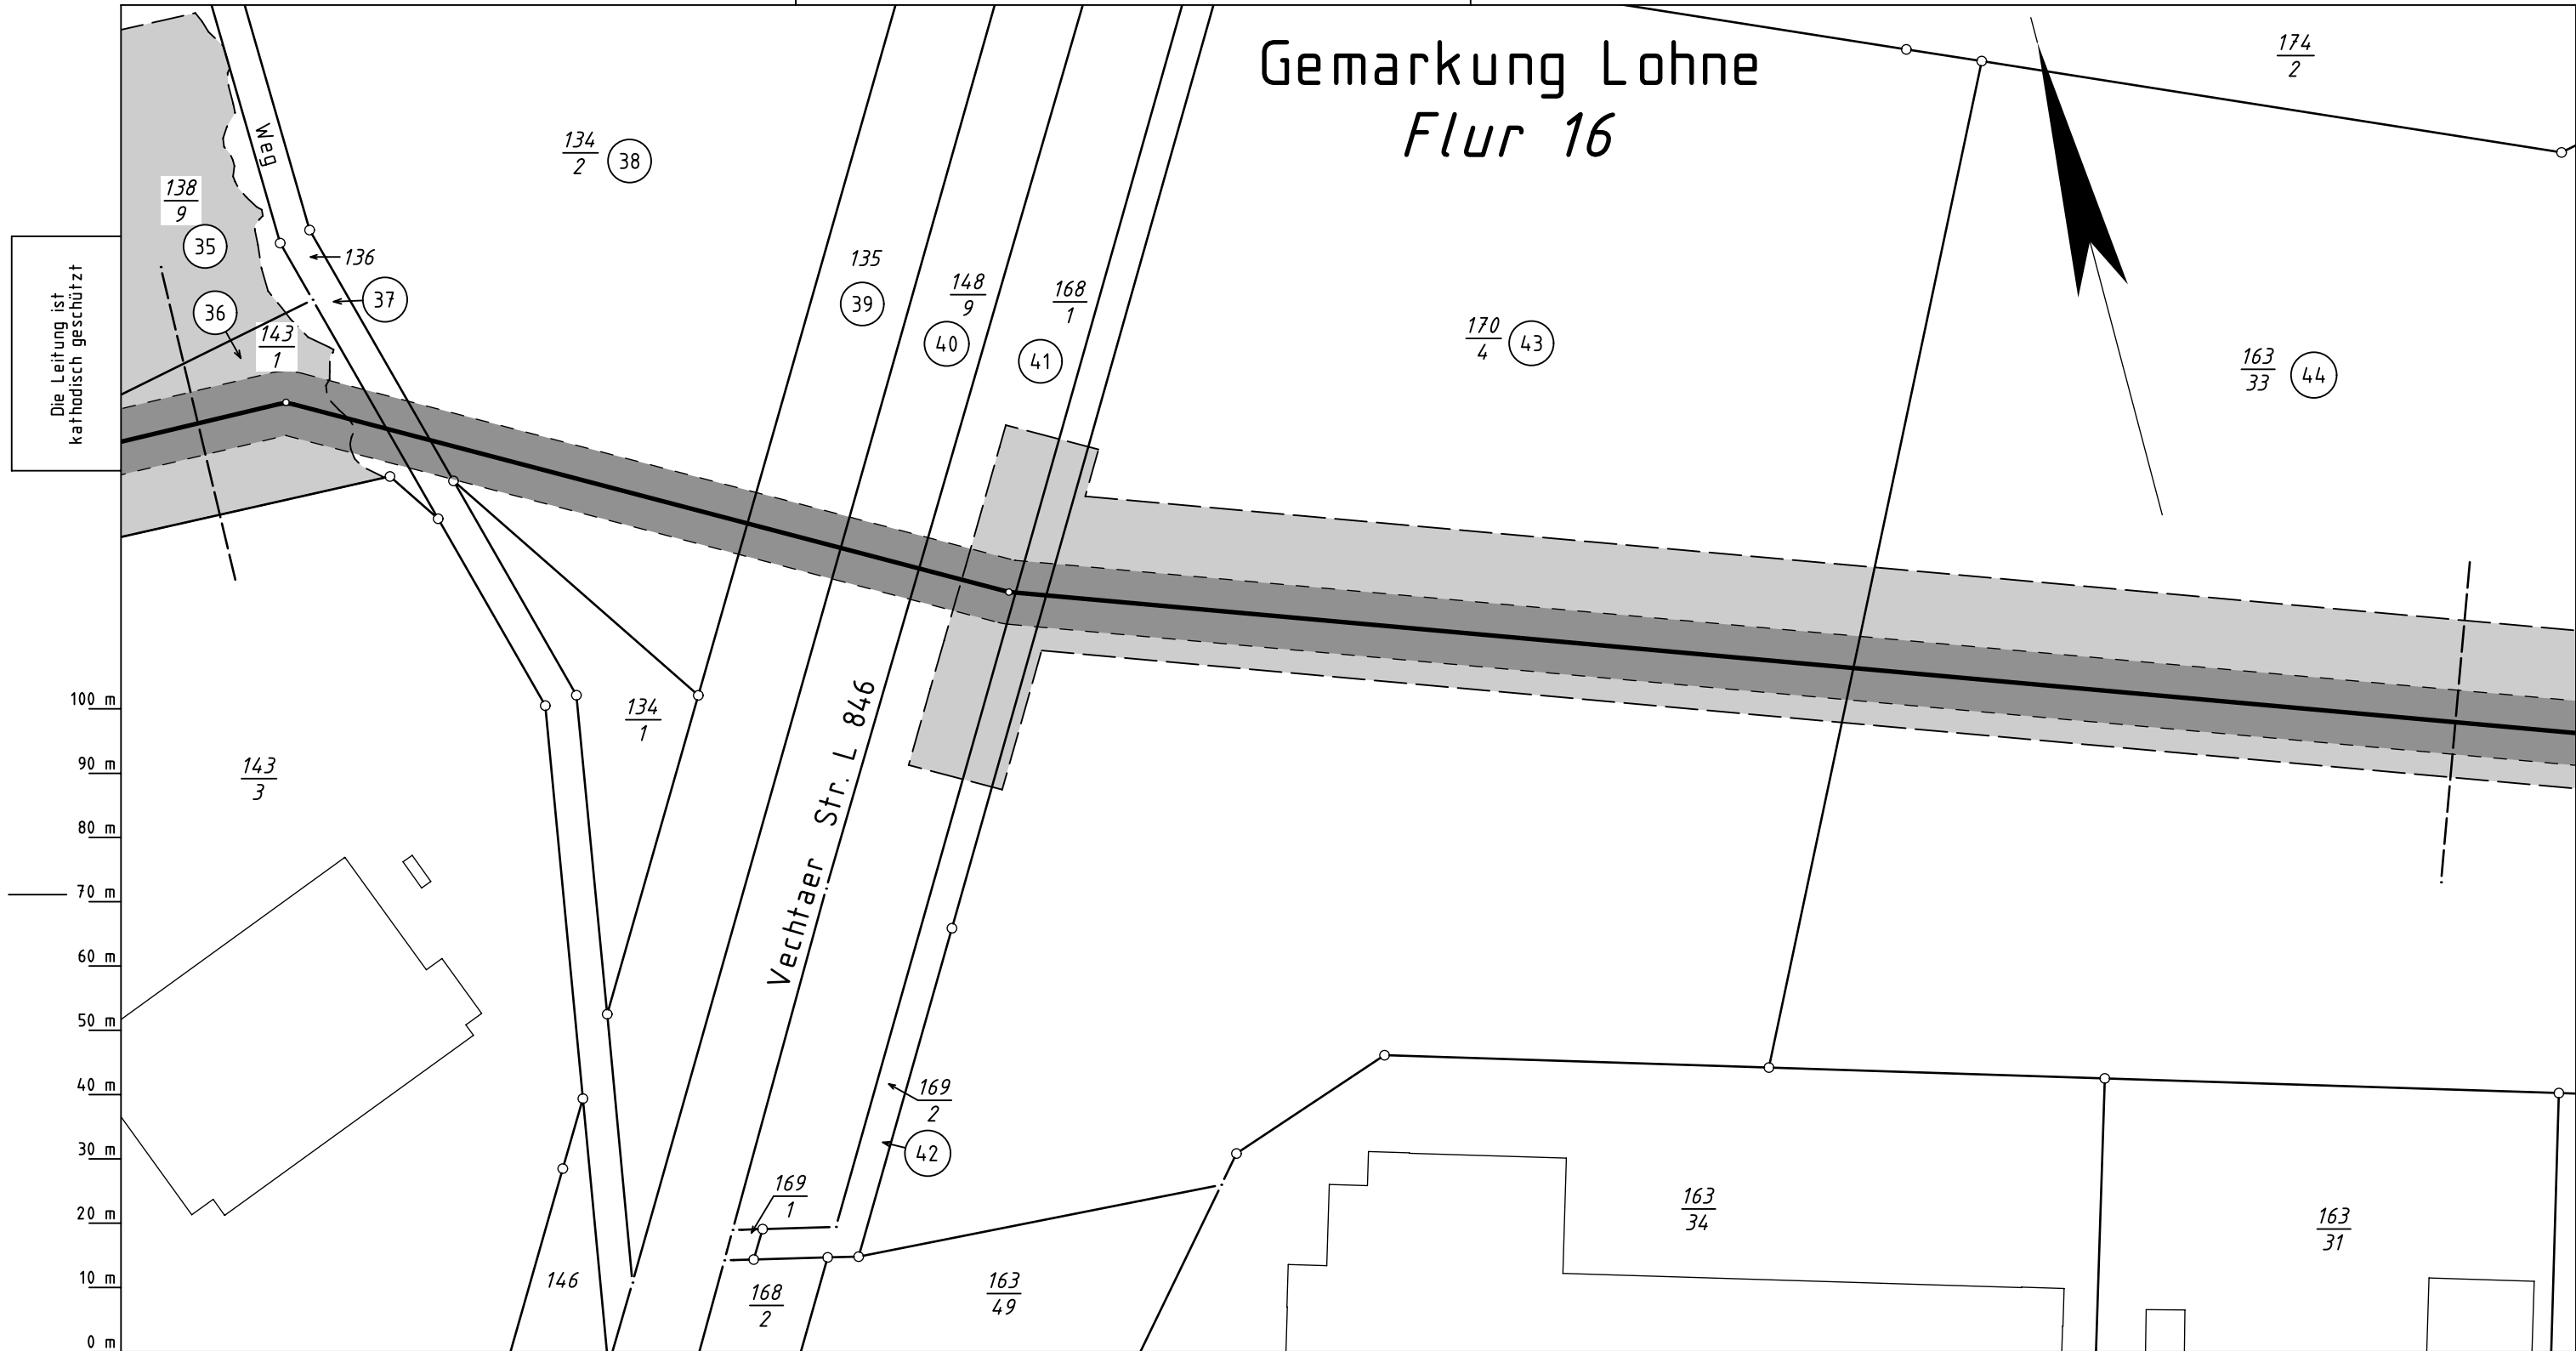 Gemarkung Lohne
Flur 16
174
2
134
2
38
Weg
138
9
35
136
37
36
143
1
Die Leitung ist
kathodisch geschützt
135
39
148
9
40
168
1
41
170
4
43
163
33
44
Vechtaer Str. L 846
134
1
143
3
100 m
90 m
80 m
70 m
60 m
50 m
40 m
30 m
20 m
10 m
0 m
169
2
42
169
1
146
168
2
163
49
163
34
163
31